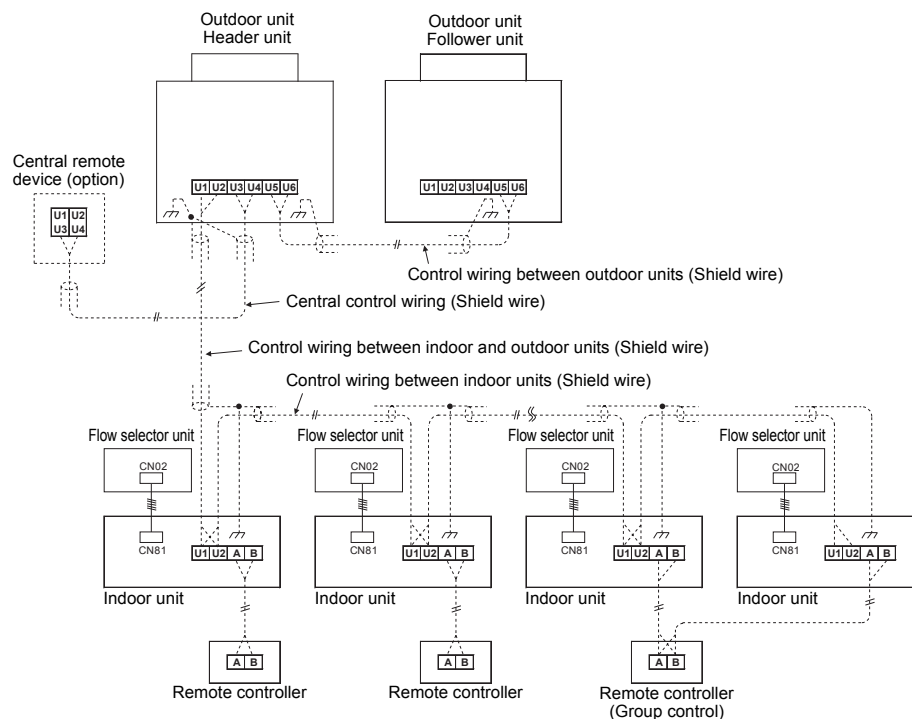 Outdoor unit
Header unit
Outdoor unit
Follower unit
Central remote
device (option)
U1 U2 U3 U4 U5 U6
U1 U2 U3 U4 U5 U6
U1 U2
U3 U4
Control wiring between outdoor units (Shield wire)
Central control wiring (Shield wire)
Control wiring between indoor and outdoor units (Shield wire)
Control wiring between indoor units (Shield wire)
Flow selector unit
Flow selector unit
Flow selector unit
Flow selector unit
CN02
CN02
CN02
CN02
CN81
CN81
CN81
CN81
U1 U2 A B
U1 U2 A B
U1 U2 A B
U1 U2 A B
Indoor unit
Indoor unit
Indoor unit
Indoor unit
A B
A B
A B
Remote controller
Remote controller
Remote controller
(Group control)